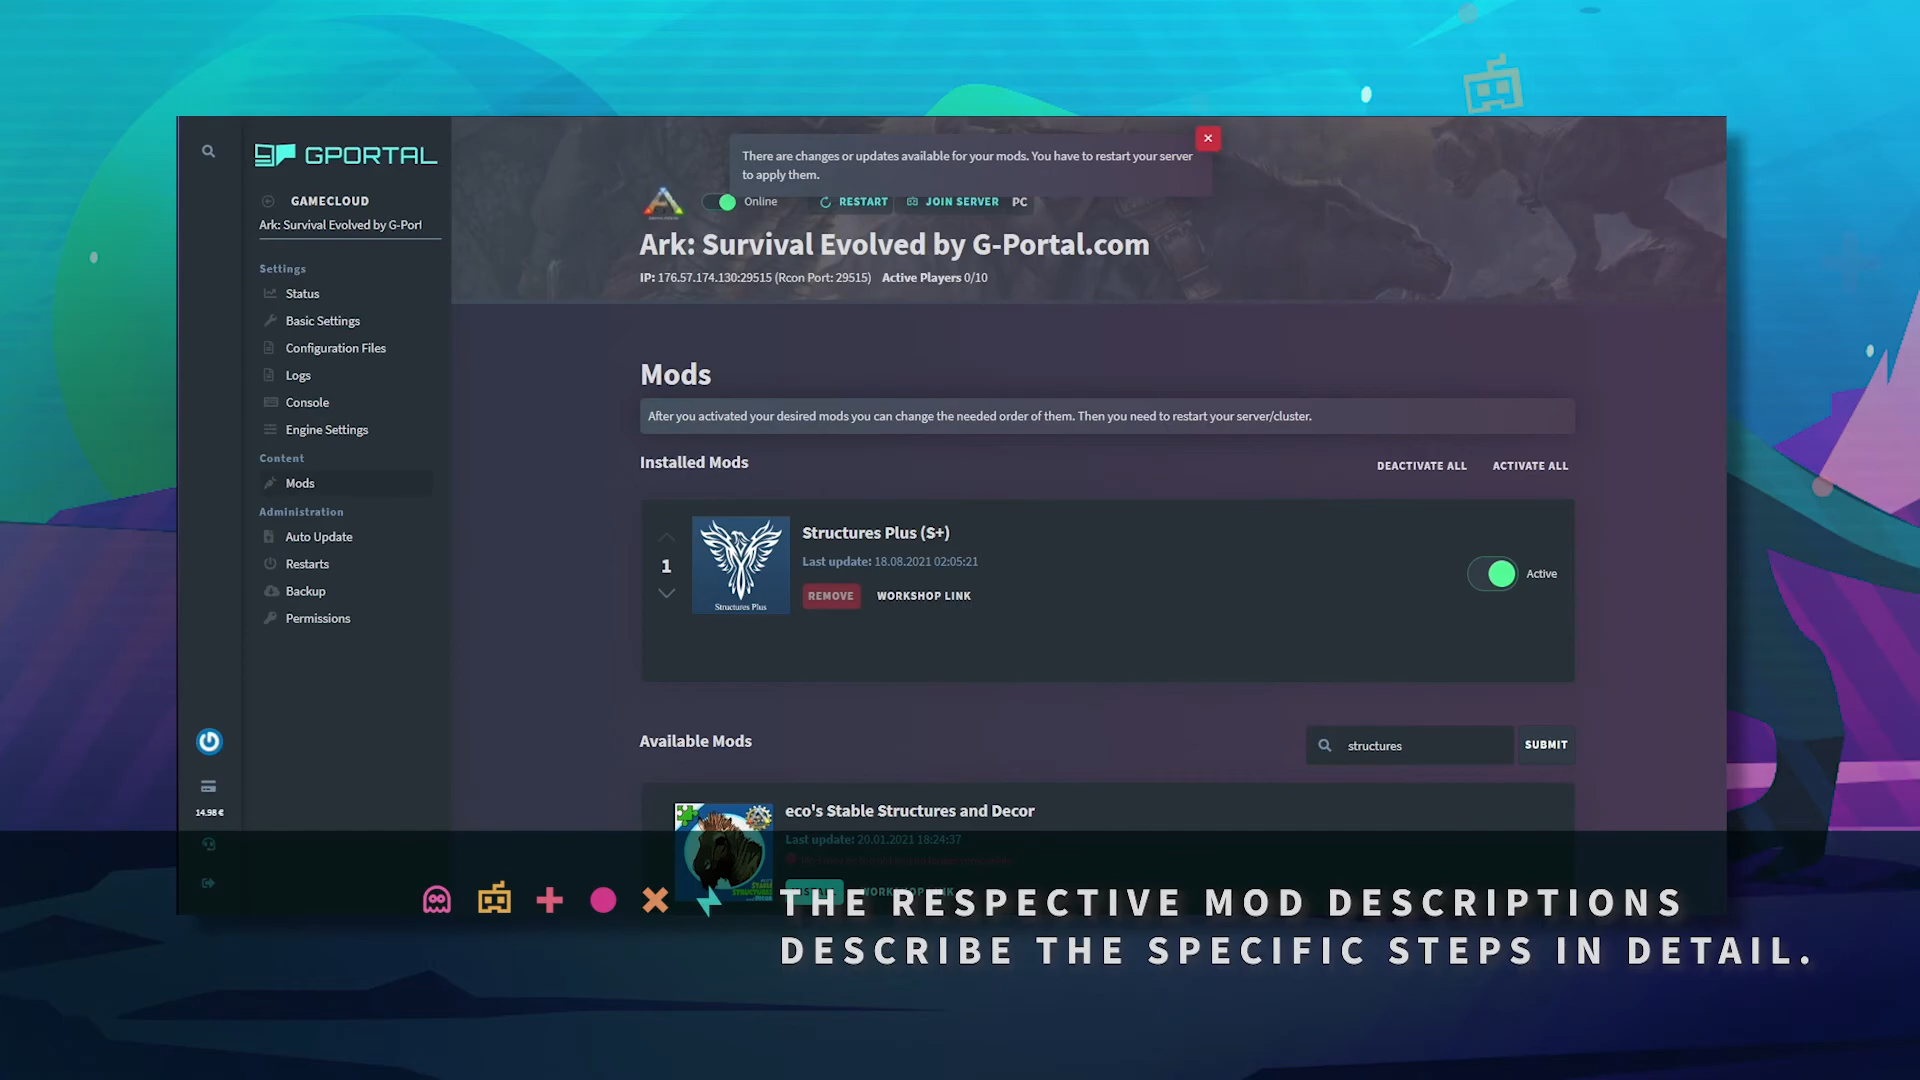 GPORTAL
GAMECLOUD
Ark: Survival Evolved by G-Port
Settings
Status
Basic Settings
Configuration Files
Logs
Console
Engine Settings
Content
Mods
Administration
Auto Update
Restarts
Backup
Permissions
14.98 €
There are changes or updates available for your mods. You have to restart your server
to apply them.
Online RESTART JOIN SERVER PC
Ark: Survival Evolved by G-Portal.com
IP: 176.57.174.130:29515 (Rcon Port: 29515) Active Players 0/10
Mods
After you activated your desired mods you can change the needed order of them. Then you need to restart your server/cluster.
Installed Mods DEACTIVATE ALL ACTIVATE ALL
1
Structures Plus
Structures Plus (S+)
Last update: 18.08.2021 02:05:21
REMOVE WORKSHOP LINK
Active
Available Mods structures SUBMIT
eco's Stable Structures and Decor
Last update: 20.01.2021 18:24:37
THE RESPECTIVE MOD DESCRIPTIONS
DESCRIBE THE SPECIFIC STEPS IN DETAIL.